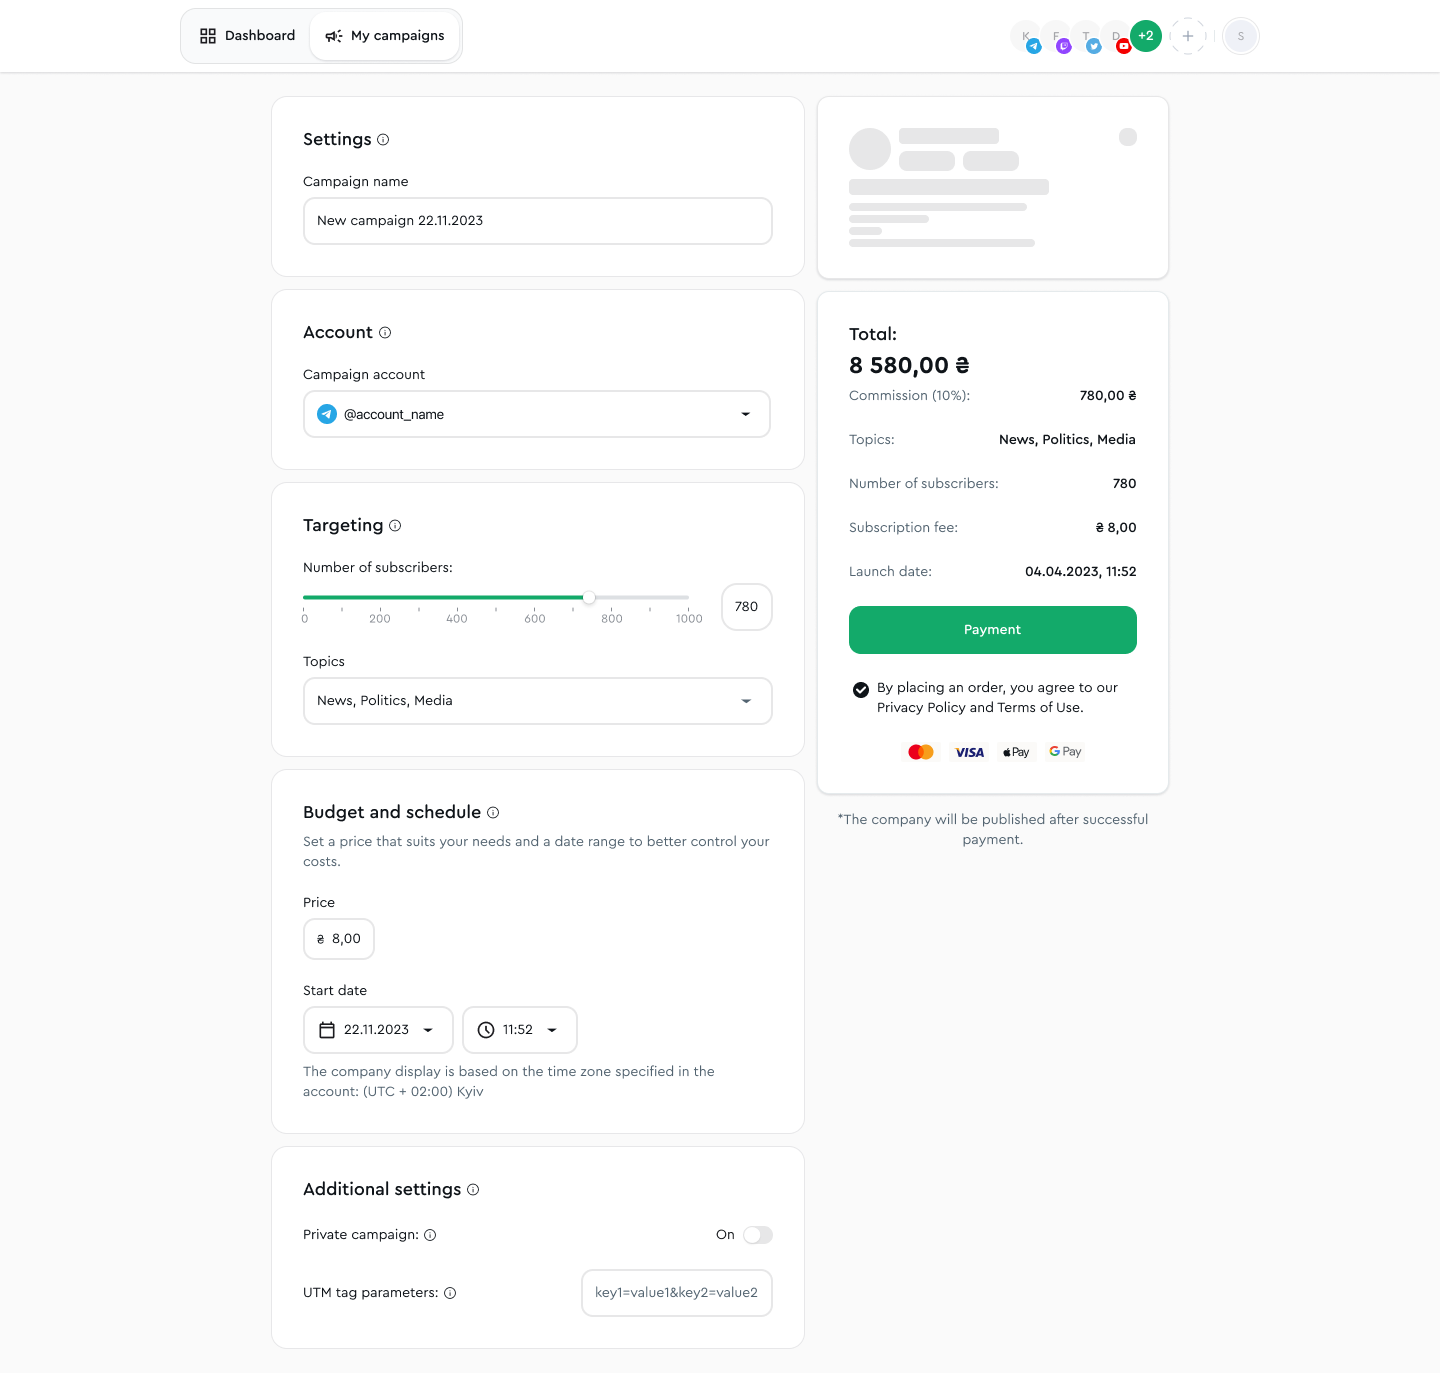 Dashboard
My campaigns
K
F
T
D
+2
S
Settings
Campaign name
New campaign 22.11.2023
Account
Campaign account
@account_name
Targeting
Number of subscribers:
0 200 400 600 800 1000
780
Topics
News, Politics, Media
Budget and schedule
Set a price that suits your needs and a date range to better control your
costs.
Price
₴ 8,00
Start date
22.11.2023
11:52
The company display is based on the time zone specified in the
account: (UTC + 02:00) Kyiv
Additional settings
Private campaign:
On
UTM tag parameters:
key1=value1&key2=value2
Total:
8 580,00 ₴
Commission (10%): 780,00 ₴
Topics: News, Politics, Media
Number of subscribers: 780
Subscription fee: ₴ 8,00
Launch date: 04.04.2023, 11:52
Payment
By placing an order, you agree to our
Privacy Policy and Terms of Use.
VISA Pay G Pay
*The company will be published after successful
payment.